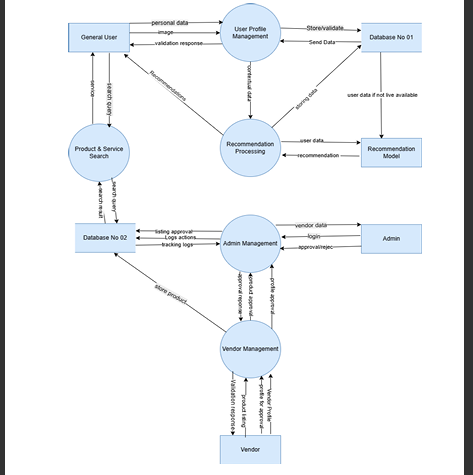 personal data
image
validation response
General User
User Profile
Management
Store/validate
Send Data
Database No 01
Recommendations
contextual data
storing data
user data if not live available
service
search query
Product & Service
Search
Recommendation
Processing
user data
recommendation
Recommendation
Model
search result
search query
Database No 02
listing approval
Logs actions
tracking logs
Admin Management
vendor data
login
approval/rejec
Admin
store product
approval reponse
product approval
profile approval
Vendor Management
Validation response
product listing
profile for approval
Vendor Profile
Vendor